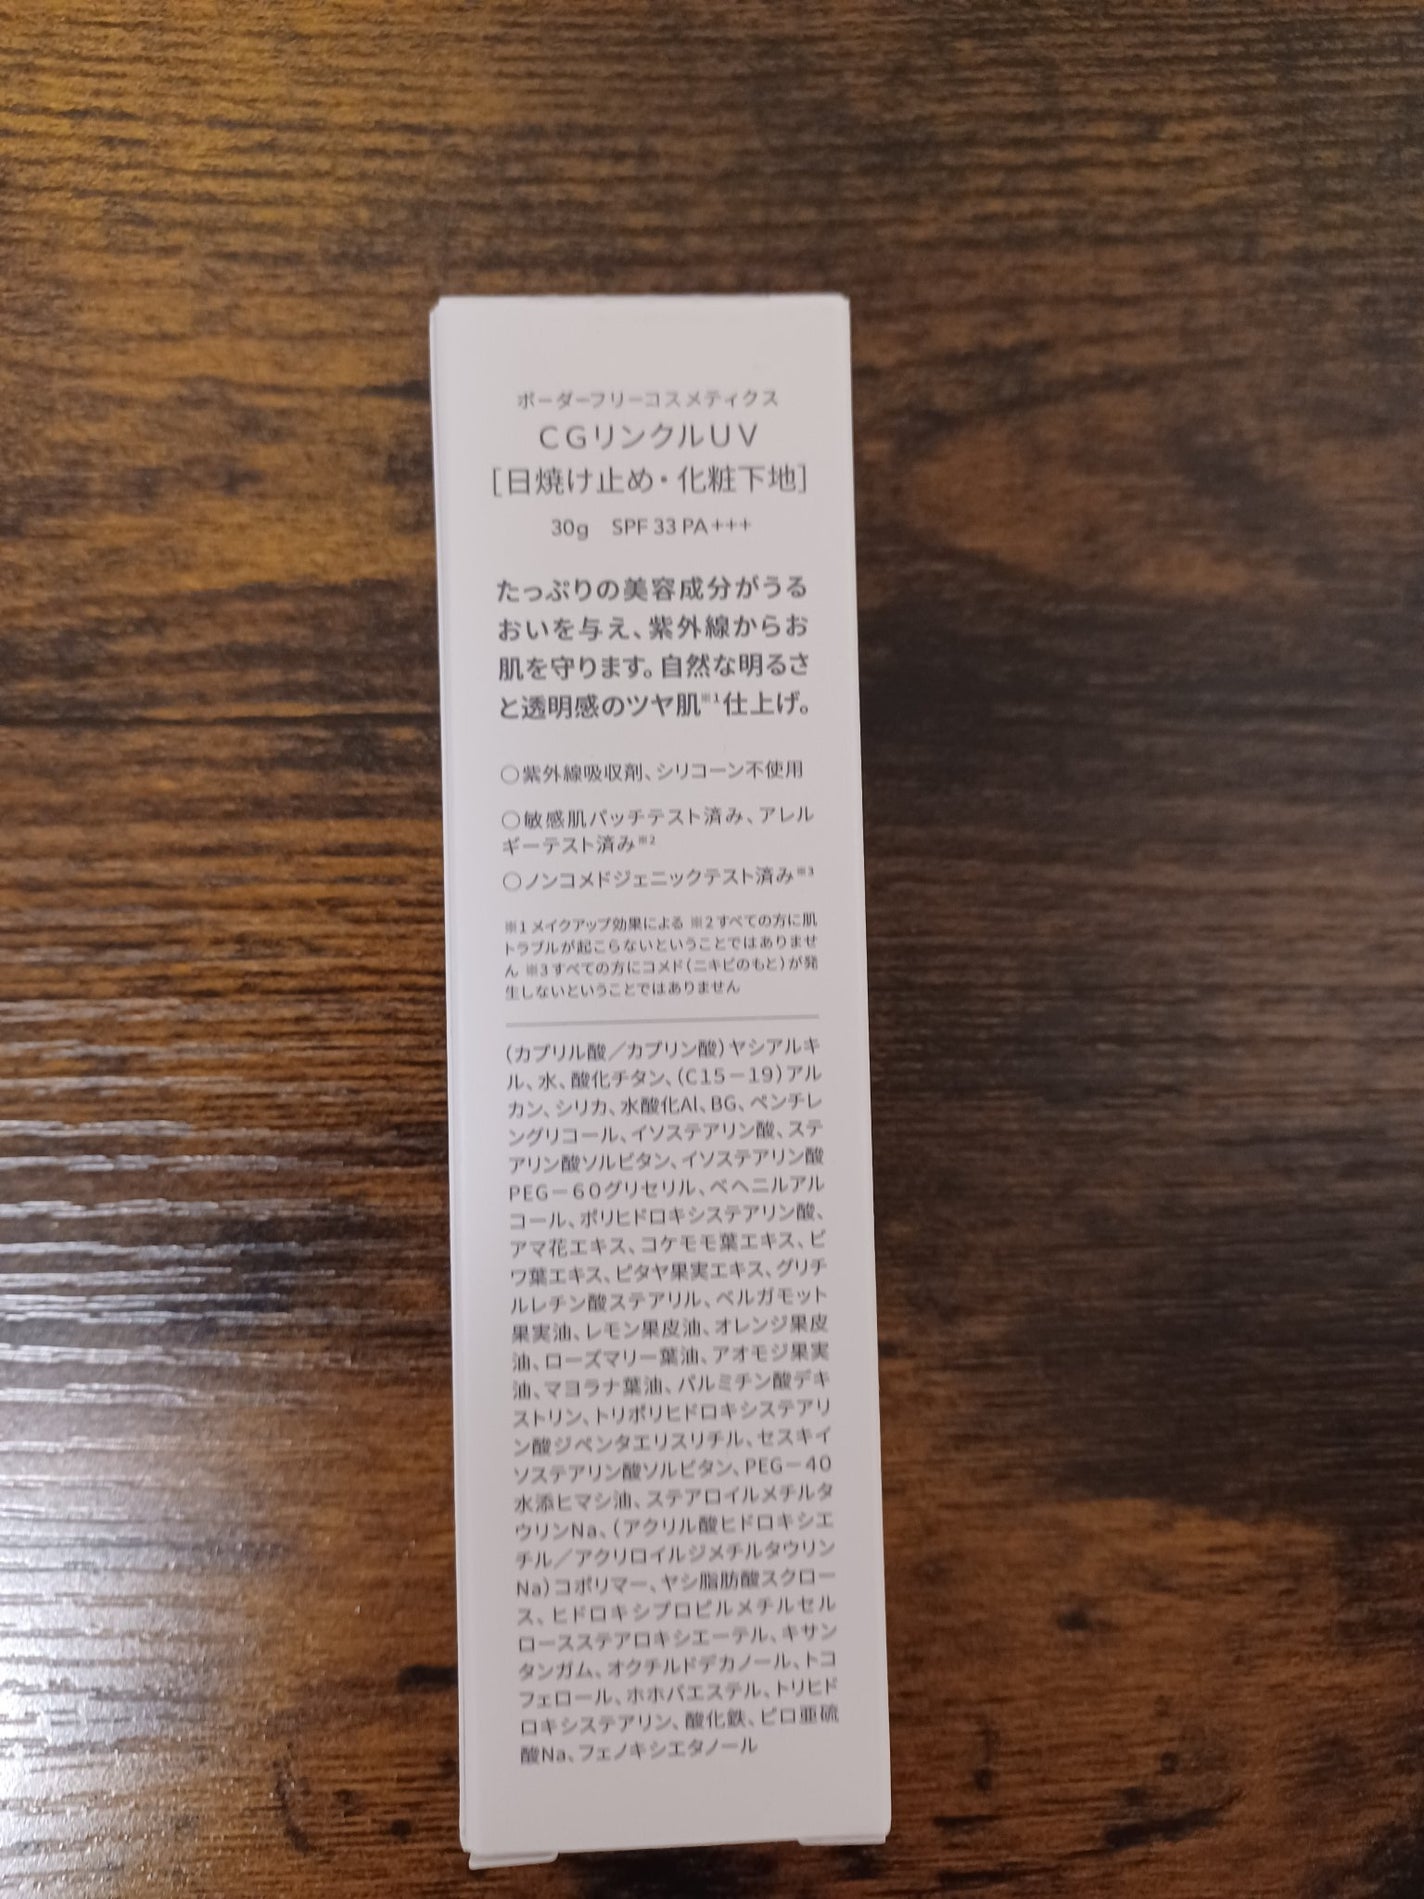 ボーダーフリーコスメティクス
CGリンクルUV
[日焼け止め・化粧下地]
30g SPF 33 PA+++
たっぷりの美容成分がうる
おいを与え、紫外線からお
肌を守ります。自然な明るさ
と透明感のツヤ肌※1仕上げ。
○紫外線吸収剤、シリコーン不使用
○敏感肌パッチテスト済み、アレル
ギーテスト済み※2
○ノンコメドジェニックテスト済み※3
※1 メイクアップ効果による ※2 すべての方に肌
トラブルが起こらないということではありませ
ん ※3 すべての方にコメド(ニキビのもと)が発
生しないということではありません
(カプリル酸/カプリン酸)ヤシアルキ
ル、水、酸化チタン、(C15-19)アル
カン、シリカ、水酸化Al、BG、ペンチレ
ングリコール、イソステアリン酸、ステ
アリン酸ソルビタン、イソステアリン酸
PEG-60グリセリル、ベヘニルアル
コール、ポリヒドロキシステアリン酸、
アマ花エキス、コケモモ葉エキス、ビ
ワ葉エキス、ピタヤ果実エキス、グリチ
ルレチン酸ステアリル、ベルガモット
果実油、レモン果皮油、オレンジ果皮
油、ローズマリー葉油、アオモジ果実
油、マヨラナ葉油、パルミチン酸デキ
ストリン、トリポリヒドロキシステアリ
ン酸ジペンタエリスリチル、セスキイ
ソステアリン酸ソルビタン、PEG-40
水添ヒマシ油、ステアロイルメチルタ
ウリンNa、(アクリル酸ヒドロキシエ
チル/アクリロイルジメチルタウリン
Na)コポリマー、ヤシ脂肪酸スクロー
ス、ヒドロキシプロピルメチルセル
ロースステアロキシエーテル、キサン
タンガム、オクチルドデカノール、トコ
フェロール、ホホバエステル、トリヒド
ロキシステアリン、酸化鉄、ピロ亜硫
酸Na、フェノキシエタノール